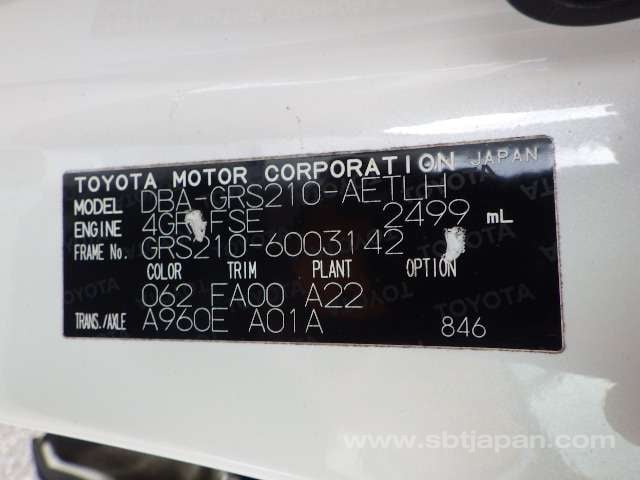 TOYOTA MOTOR CORPORATION JAPAN
MODEL DBA-GRS210-AETLH
ENGINE 4GR-FSE 2499 mL
FRAME No. GRS210-6003142
COLOR TRIM PLANT OPTION
062 FA00 A22
TRANS./AXLE A960E A01A 846
www.sbtjapan.com